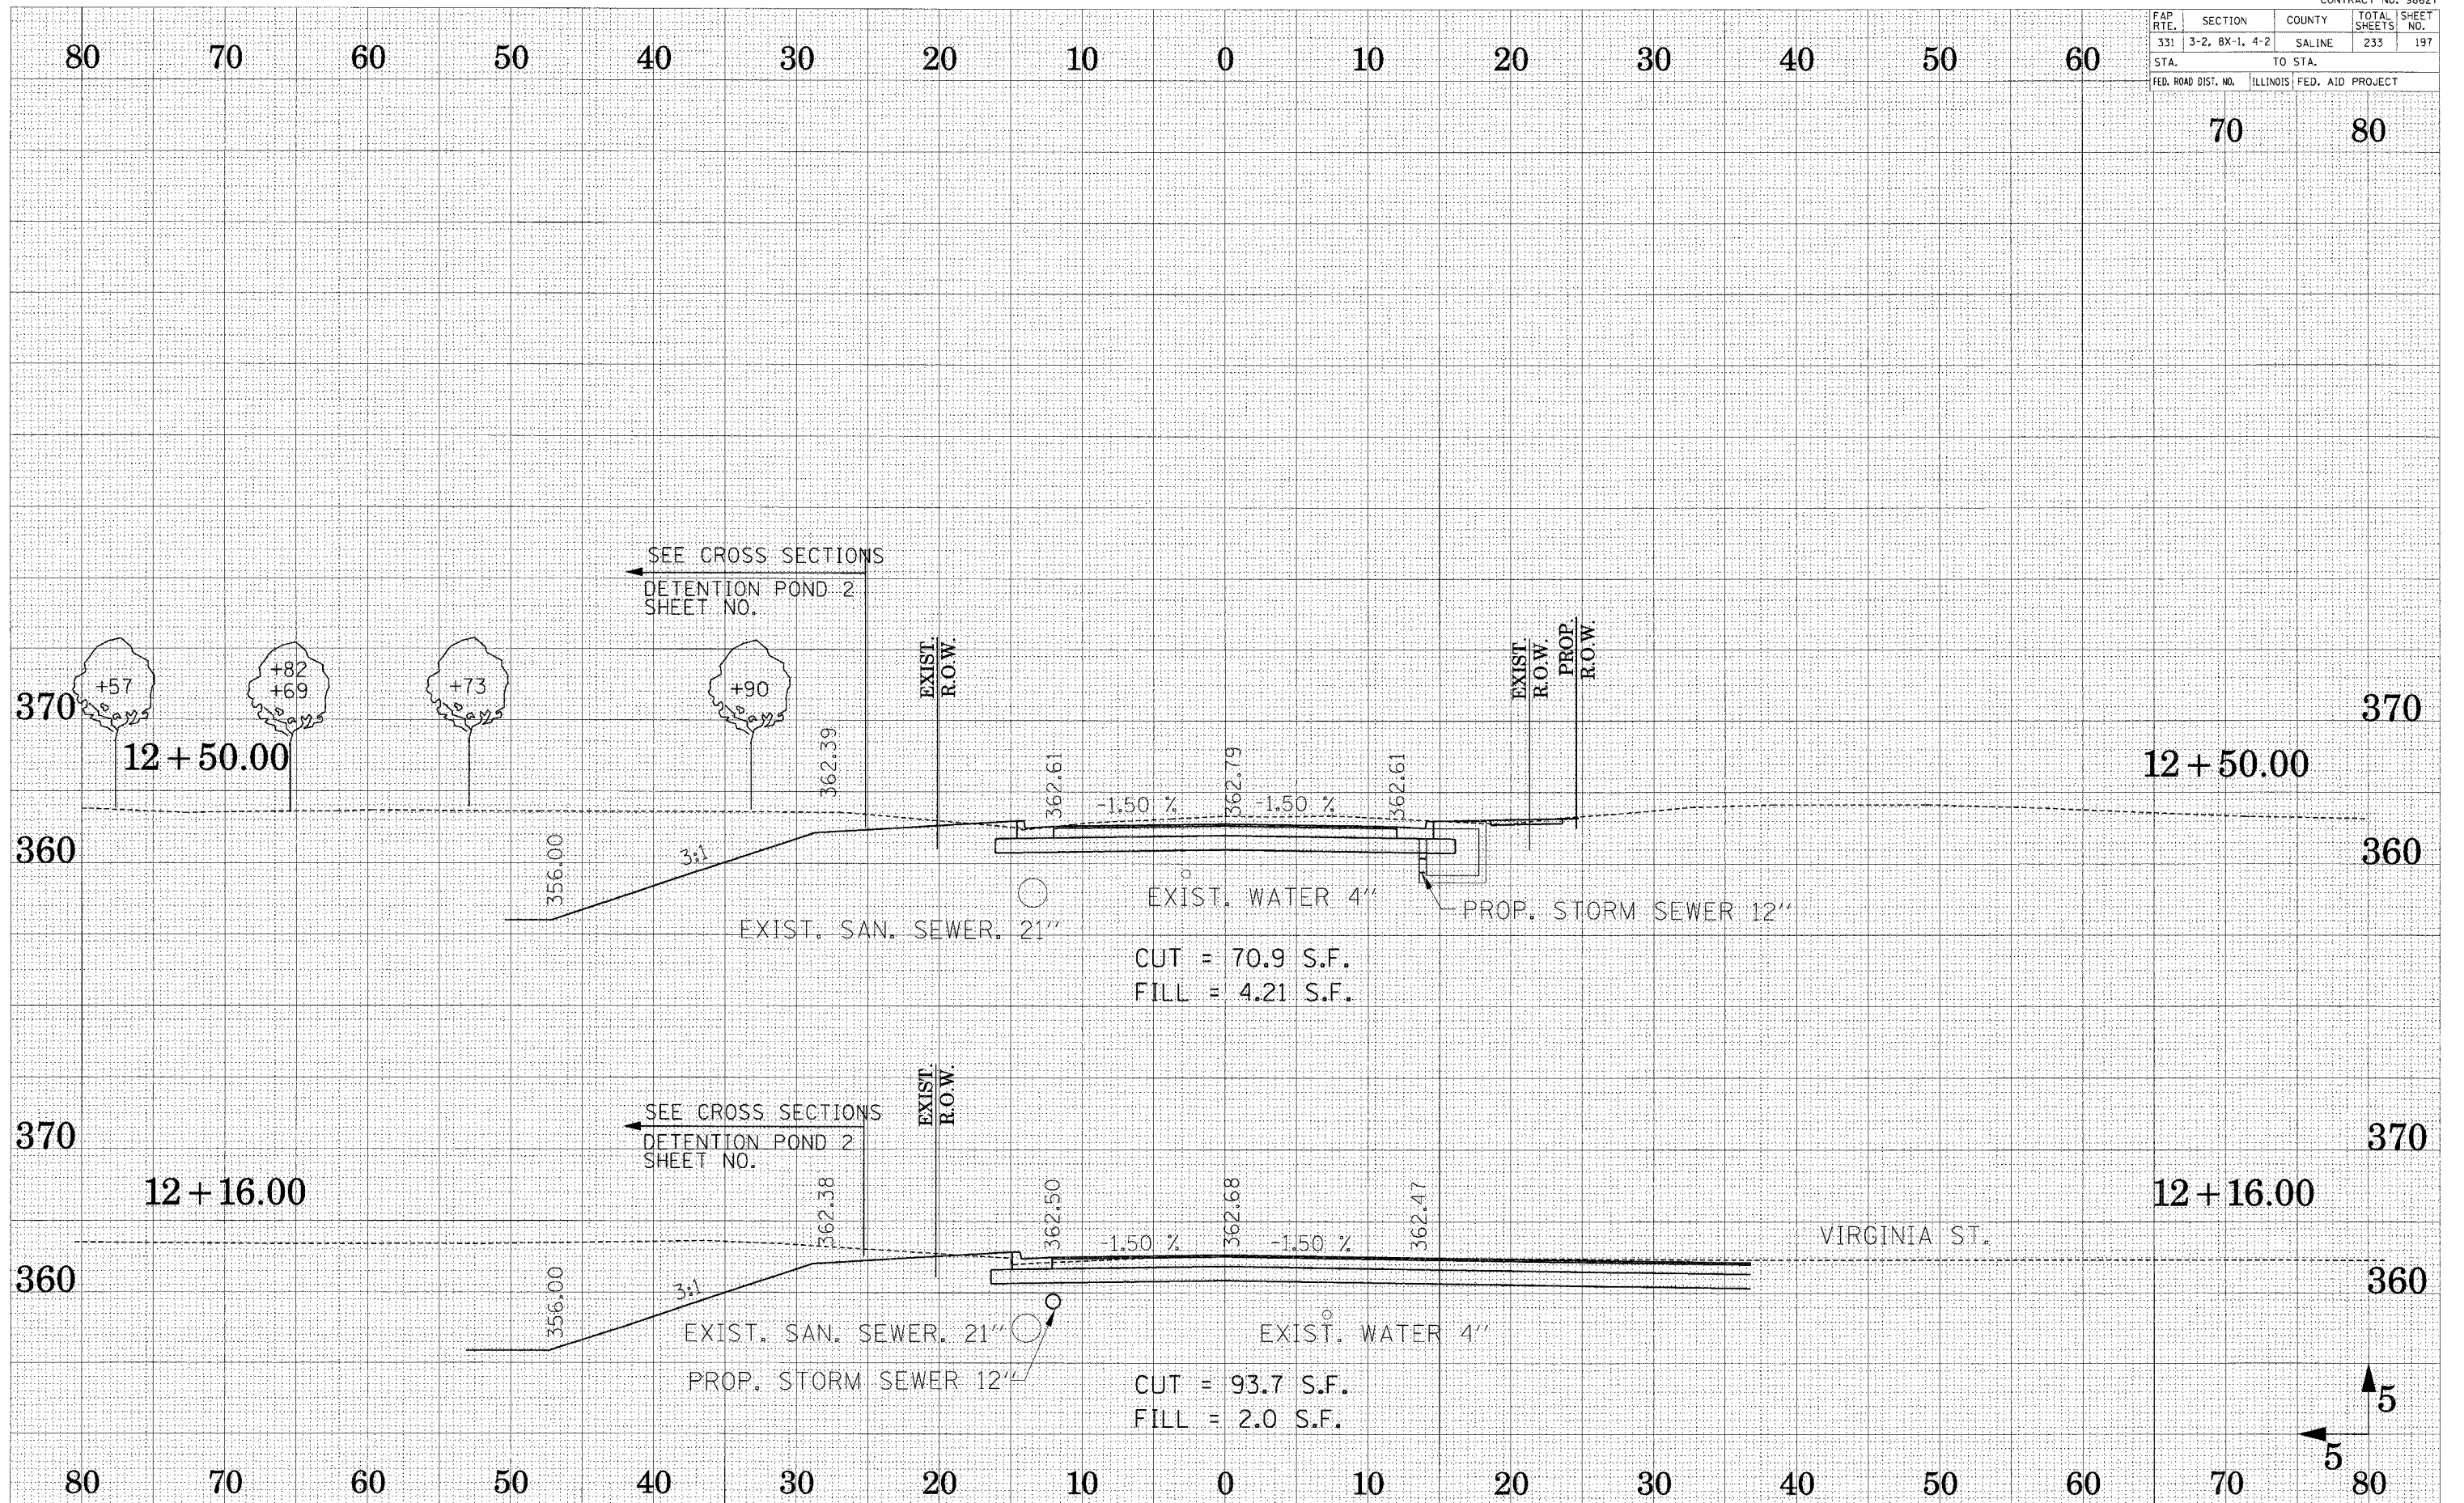 FAP RTE. SECTION COUNTY TOTAL SHEETS SHEET NO.
331 3-2, 8X-1, 4-2 SALINE 233 197
STA. TO STA.
FED. ROAD DIST. NO. ILLINOIS FED. AID PROJECT
80 70 60 50 40 30 20 10 0 10 20 30 40 50 60
70 80
SEE CROSS SECTIONS
DETENTION POND 2
SHEET NO.
EXIST. R.O.W.
EXIST. R.O.W.
PROP. R.O.W.
+57
+82
+69
+73
+90
370 370
12+50.00 12+50.00
362.39
362.61
362.79
362.61
-1.50 % -1.50 %
360 360
356.00
3:1
EXIST. WATER 4"
PROP. STORM SEWER 12"
EXIST. SAN. SEWER. 21"
CUT = 70.9 S.F.
FILL = 4.21 S.F.
EXIST. R.O.W.
SEE CROSS SECTIONS
DETENTION POND 2
SHEET NO.
370 370
12+16.00 12+16.00
362.38
362.50
362.68
362.47
-1.50 % -1.50 %
VIRGINIA ST.
360 360
356.00
3:1
EXIST. SAN. SEWER. 21"
EXIST. WATER 4"
PROP. STORM SEWER 12"
CUT = 93.7 S.F.
FILL = 2.0 S.F.
5
5
80 70 60 50 40 30 20 10 0 10 20 30 40 50 60 70 80